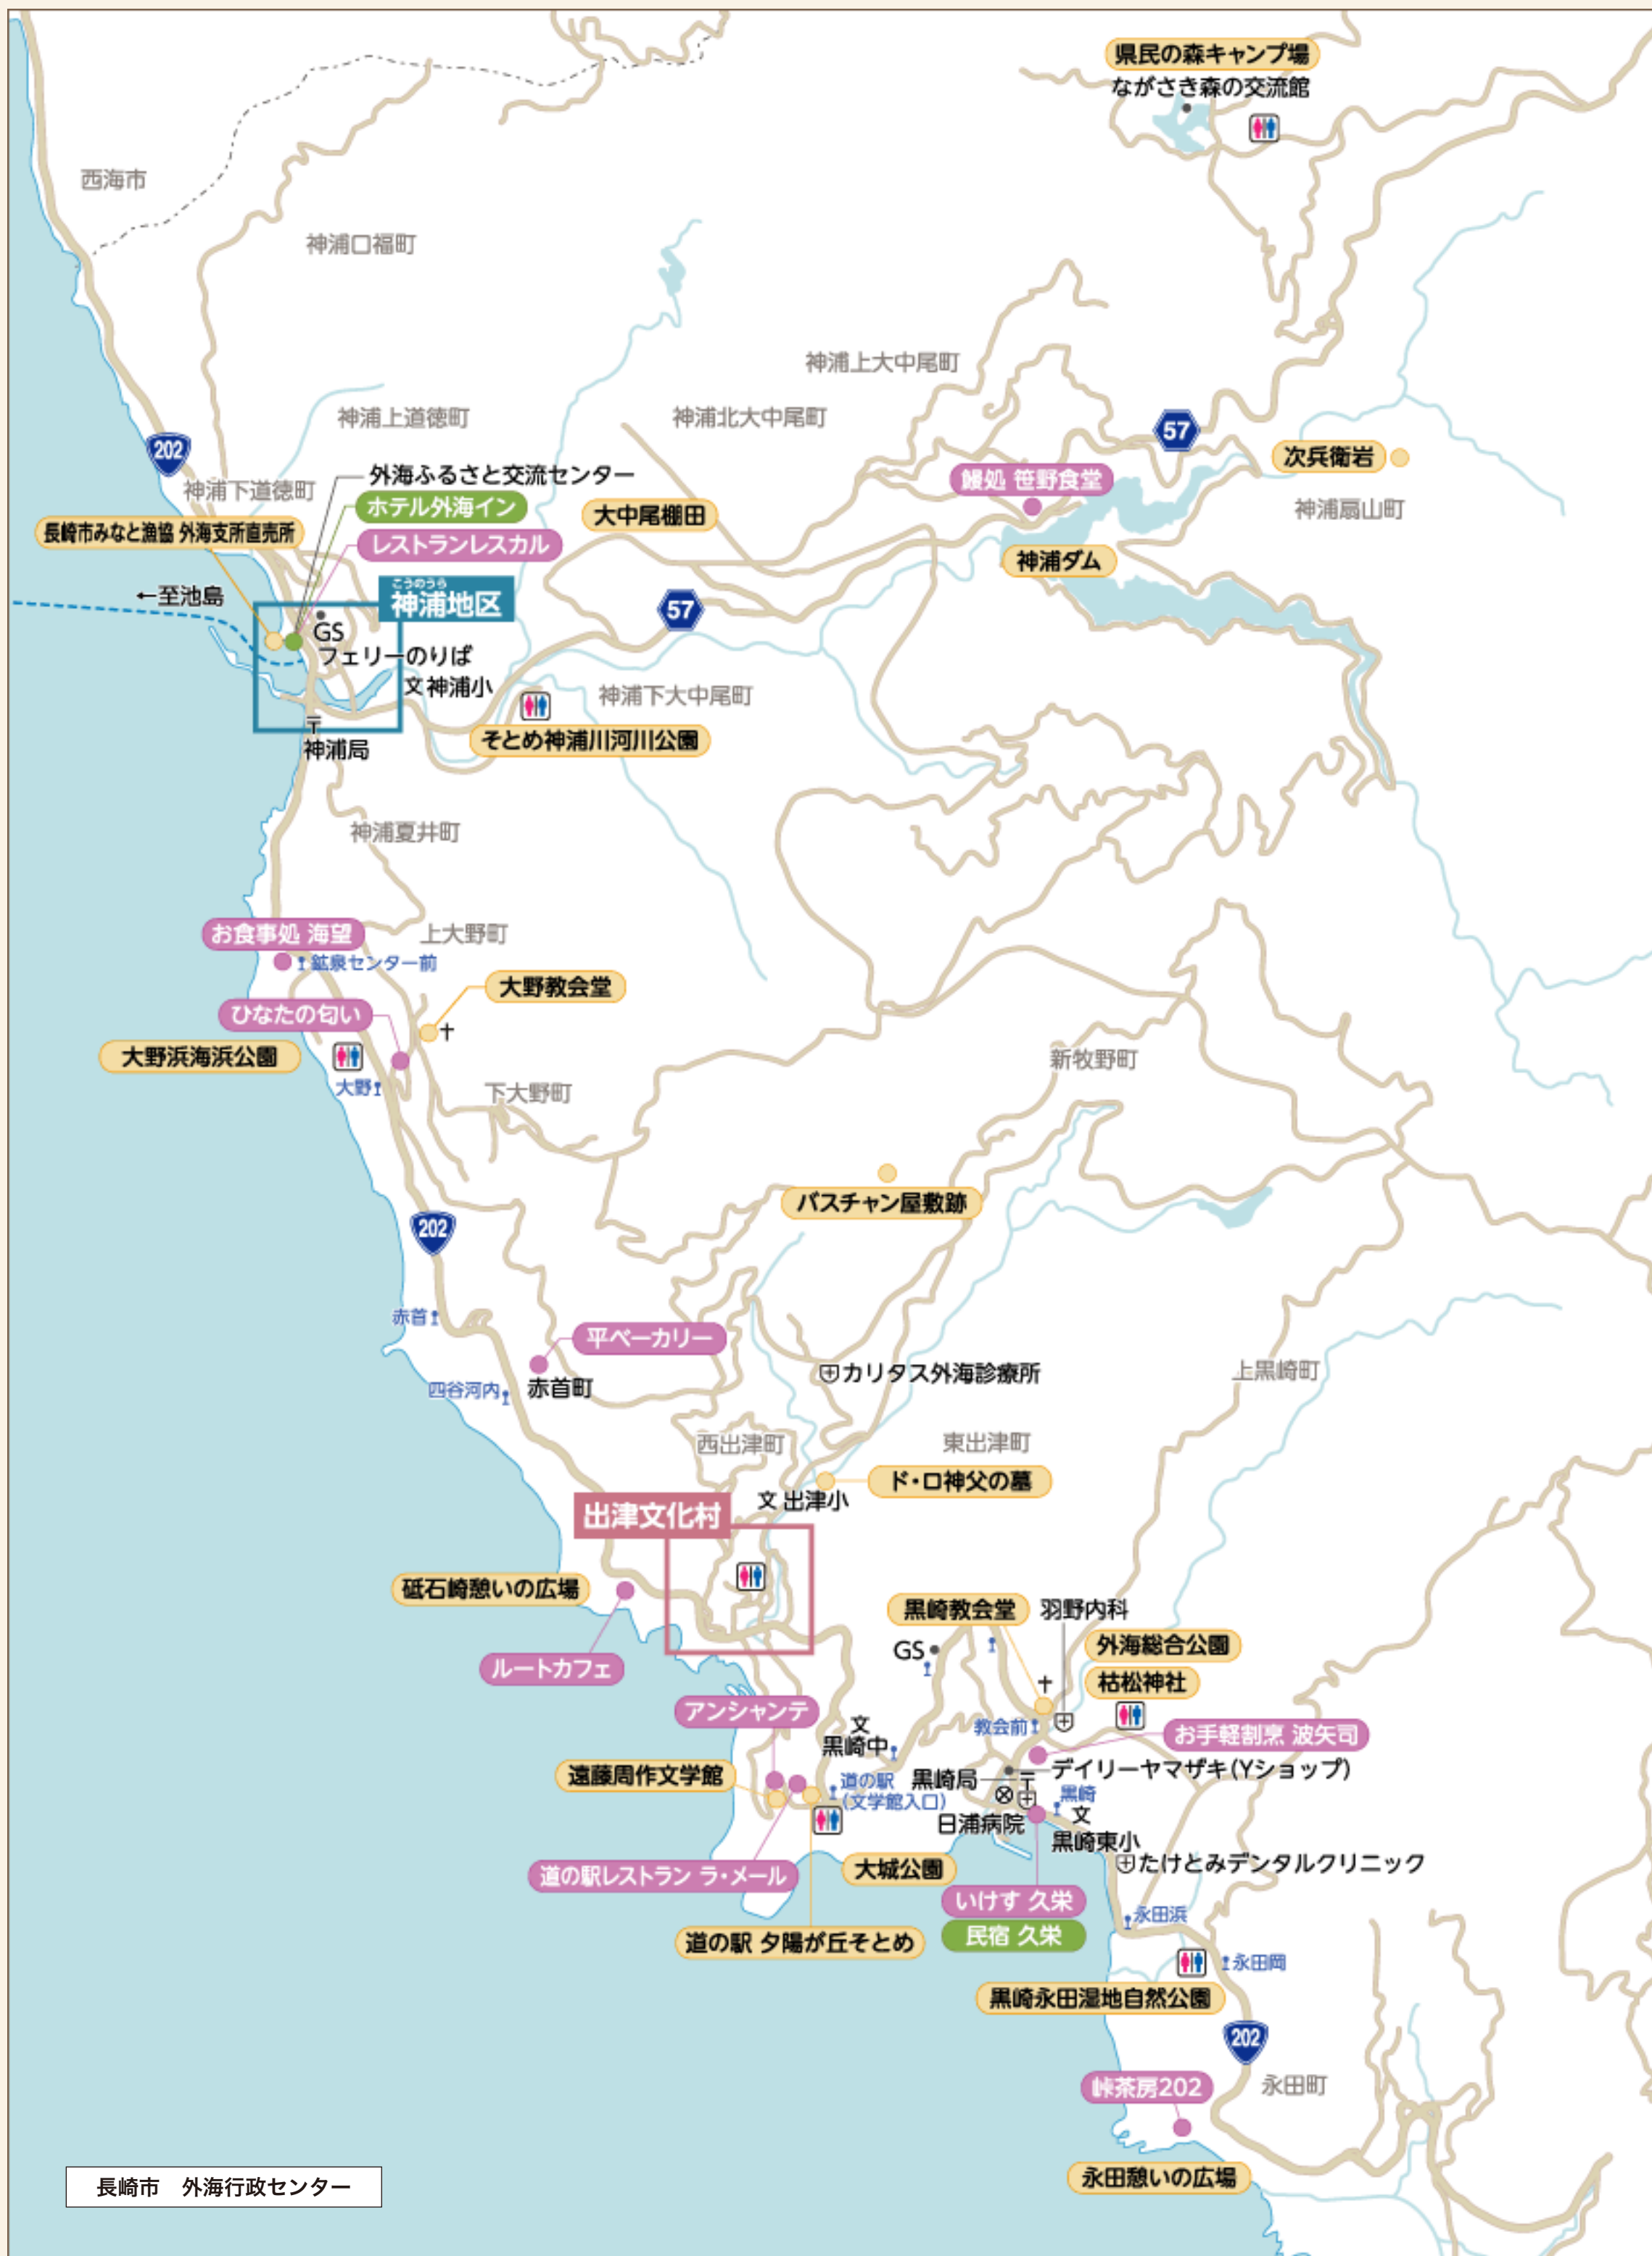 県民の森キャンプ場
ながさき森の交流館
西海市
神浦口福町
神浦上大中尾町
神浦上道徳町
神浦北大中尾町
57
202
次兵衛岩
外海ふるさと交流センター
鰻処 笹野食堂
神浦下道徳町
ホテル外海イン
神浦扇山町
大中尾棚田
長崎市みなと漁協 外海支所直売所
レストランレスカル
神浦ダム
←至池島
こうのうら
神浦地区
57
GS
フェリーのりば
文 神浦小
神浦下大中尾町
〒
神浦局
そとめ神浦川河川公園
神浦夏井町
お食事処 海望
上大野町
鉱泉センター前
大野教会堂
ひなたの匂い
大野浜海浜公園
新牧野町
大野
下大野町
バスチャン屋敷跡
202
赤首
平ベーカリー
カリタス外海診療所
上黒崎町
四谷河内
赤首町
西出津町
東出津町
ド・ロ神父の墓
文 出津小
出津文化村
砥石崎憩いの広場
黒崎教会堂
羽野内科
外海総合公園
GS
ルートカフェ
枯松神社
アンシャンテ
文
黒崎中
教会前
お手軽割烹 波矢司
遠藤周作文学館
道の駅
(文学館入口)
黒崎局
〒
デイリーヤマザキ(Yショップ)
黒崎
日浦病院
文
黒崎東小
大城公園
たけとみデンタルクリニック
道の駅レストラン ラ・メール
いけす 久栄
永田浜
道の駅 夕陽が丘そとめ
民宿 久栄
永田岡
黒崎永田湿地自然公園
202
峠茶房202
永田町
永田憩いの広場
長崎市 外海行政センター